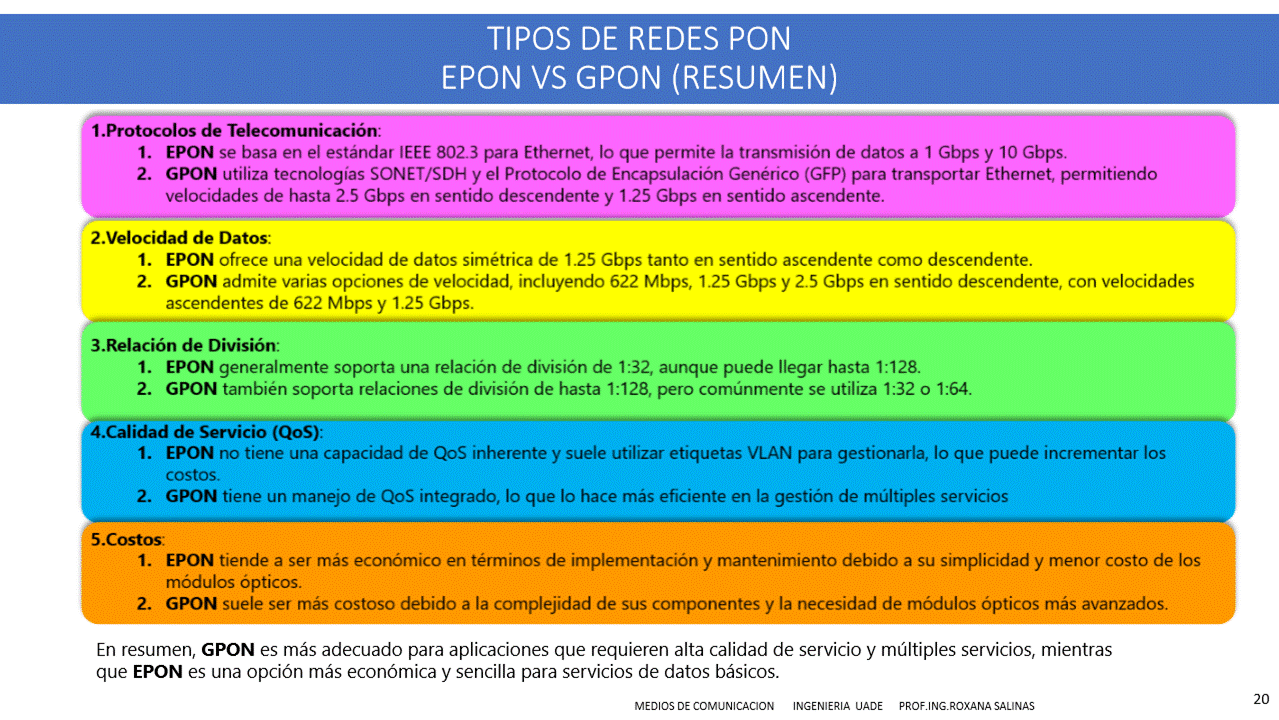 TIPOS DE REDES PON
EPON VS GPON (RESUMEN)
1.Protocolos de Telecomunicación:
1. EPON se basa en el estándar IEEE 802.3 para Ethernet, lo que permite la transmisión de datos a 1 Gbps y 10 Gbps.
2. GPON utiliza tecnologías SONET/SDH y el Protocolo de Encapsulación Genérico (GFP) para transportar Ethernet, permitiendo
velocidades de hasta 2.5 Gbps en sentido descendente y 1.25 Gbps en sentido ascendente.
2.Velocidad de Datos:
1. EPON ofrece una velocidad de datos simétrica de 1.25 Gbps tanto en sentido ascendente como descendente.
2. GPON admite varias opciones de velocidad, incluyendo 622 Mbps, 1.25 Gbps y 2.5 Gbps en sentido descendente, con velocidades
ascendentes de 622 Mbps y 1.25 Gbps.
3.Relación de División:
1. EPON generalmente soporta una relación de división de 1:32, aunque puede llegar hasta 1:128.
2. GPON también soporta relaciones de división de hasta 1:128, pero comúnmente se utiliza 1:32 o 1:64.
4.Calidad de Servicio (QoS):
1. EPON no tiene una capacidad de QoS inherente y suele utilizar etiquetas VLAN para gestionarla, lo que puede incrementar los
costos.
2. GPON tiene un manejo de QoS integrado, lo que lo hace más eficiente en la gestión de múltiples servicios
5.Costos:
1. EPON tiende a ser más económico en términos de implementación y mantenimiento debido a su simplicidad y menor costo de los
módulos ópticos.
2. GPON suele ser más costoso debido a la complejidad de sus componentes y la necesidad de módulos ópticos más avanzados.
En resumen, GPON es más adecuado para aplicaciones que requieren alta calidad de servicio y múltiples servicios, mientras
que EPON es una opción más económica y sencilla para servicios de datos básicos.
MEDIOS DE COMUNICACION INGENIERIA UADE PROF.ING.ROXANA SALINAS
20